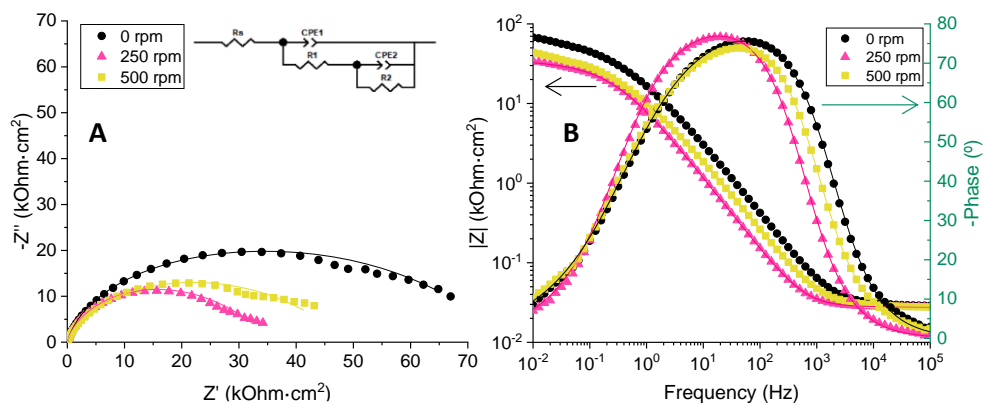 -Z'' (kOhm·cm²)
70
60
50
40
30
20
10
0
0 rpm
250 rpm
500 rpm
A
Rs
CPE1
R1
CPE2
R2
0 10 20 30 40 50 60 70
Z' (kOhm·cm²)
|Z| (kOhm·cm²)
10²
10¹
10⁰
10⁻¹
10⁻²
B
0 rpm
250 rpm
500 rpm
80
70
60
50
40
30
20
10
0
-Phase (º)
10⁻² 10⁻¹ 10⁰ 10¹ 10² 10³ 10⁴ 10⁵
Frequency (Hz)